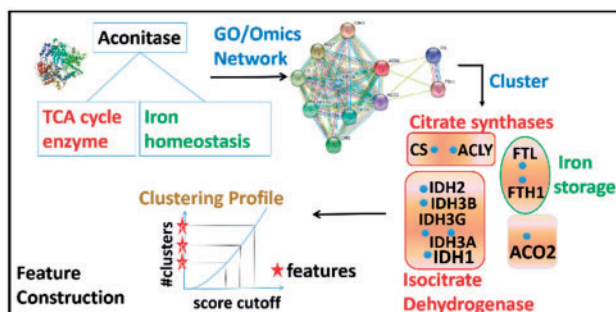 Aconitase
TCA cycle
enzyme
Iron
homeostasis
GO/Omics
Network
Cluster
Citrate synthases
CS
ACLY
FTL
FTH1
Iron
storage
IDH2
IDH3B
IDH3G
IDH3A
IDH1
ACO2
Isocitrate
Dehydrogenase
Clustering Profile
#clusters
features
score cutoff
Feature
Construction